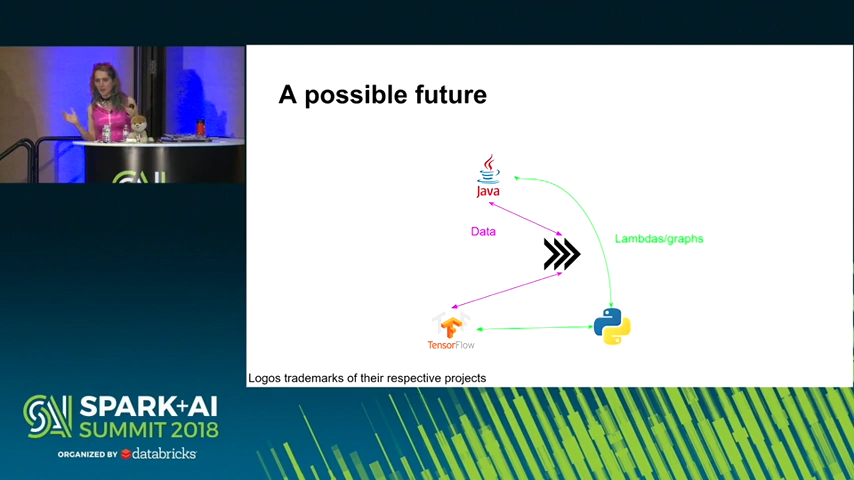 A possible future
Java
Data
Lambdas/graphs
TensorFlow
Logos trademarks of their respective projects
SPARK+AI
SUMMIT 2018
ORGANIZED BY databricks